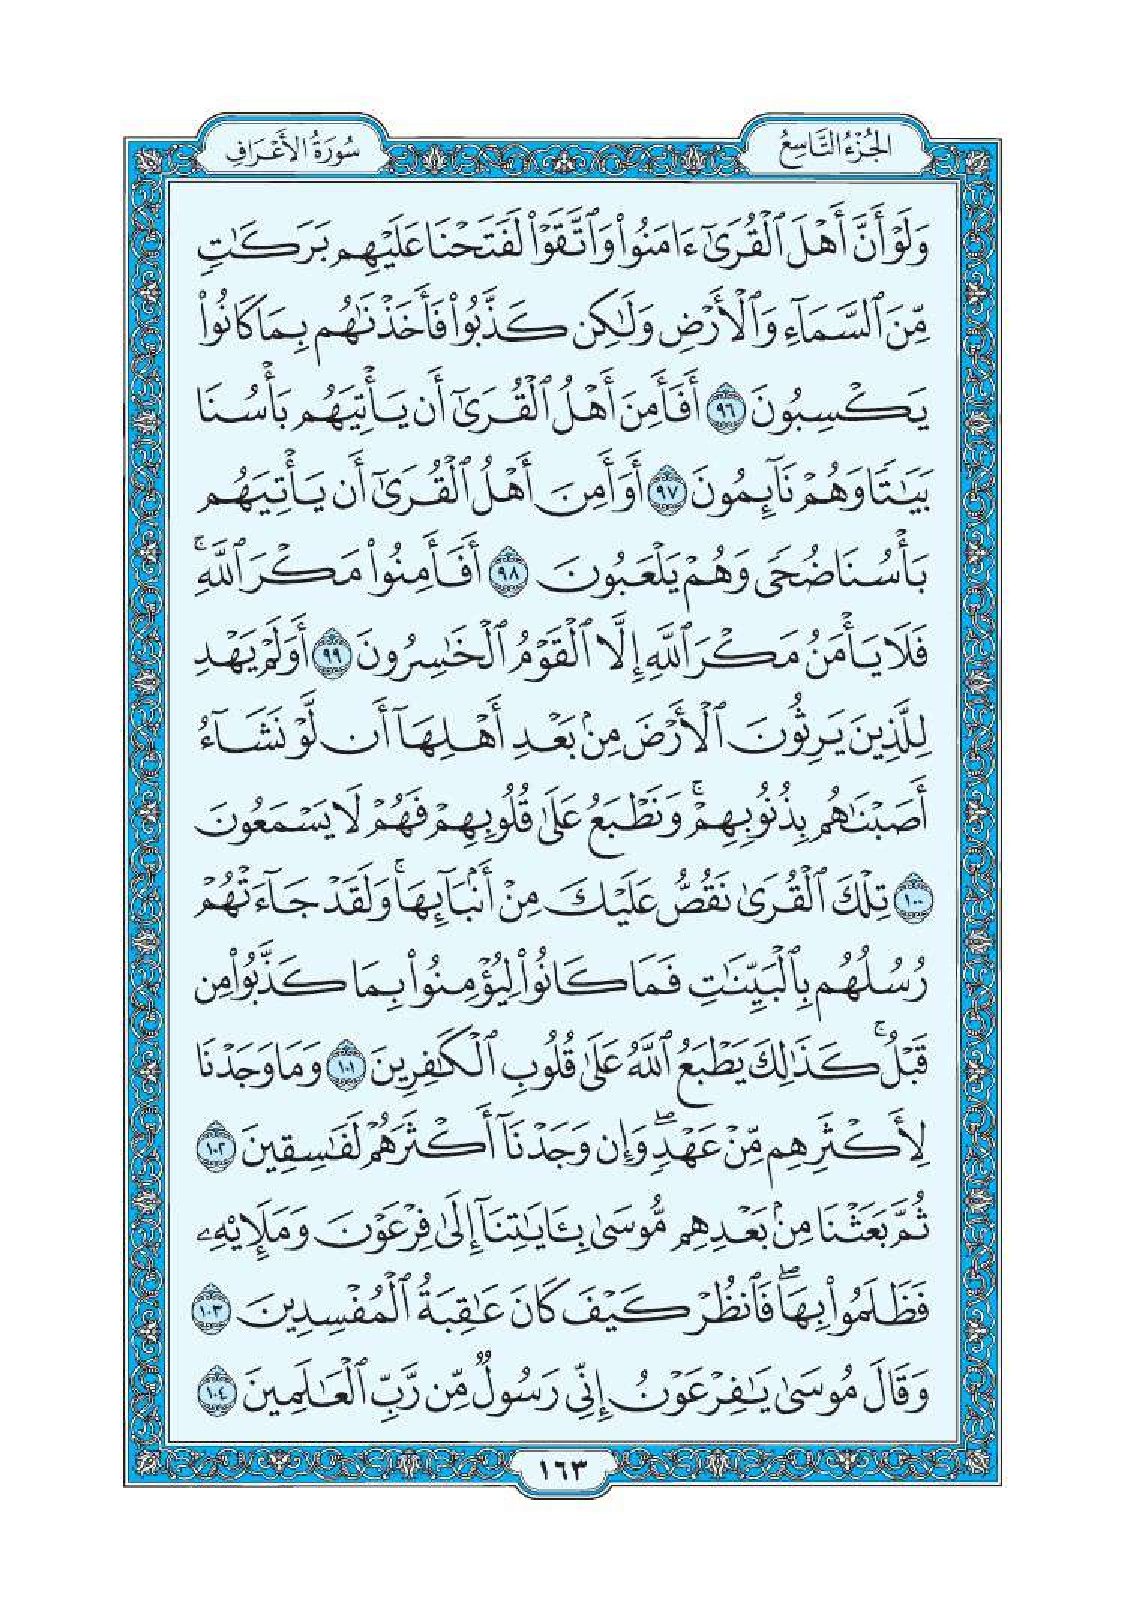 الجُزْءُ التَّاسِعُ
سُورَةُ الأَعْرَافِ
وَلَوْ أَنَّ أَهْلَ ٱلْقُرَىٰٓ ءَامَنُوا۟ وَٱتَّقَوْا۟ لَفَتَحْنَا عَلَيْهِم بَرَكَٰتٍ
مِّنَ ٱلسَّمَآءِ وَٱلْأَرْضِ وَلَٰكِن كَذَّبُوا۟ فَأَخَذْنَٰهُم بِمَا كَانُوا۟
يَكْسِبُونَ ٩٦ أَفَأَمِنَ أَهْلُ ٱلْقُرَىٰٓ أَن يَأْتِيَهُم بَأْسُنَا
بَيَٰتًا وَهُمْ نَآئِمُونَ ٩٧ أَوَأَمِنَ أَهْلُ ٱلْقُرَىٰٓ أَن يَأْتِيَهُم
بَأْسُنَا ضُحًى وَهُمْ يَلْعَبُونَ ٩٨ أَفَأَمِنُوا۟ مَكْرَ ٱللَّهِ ۚ
فَلَا يَأْمَنُ مَكْرَ ٱللَّهِ إِلَّا ٱلْقَوْمُ ٱلْخَٰسِرُونَ ٩٩ أَوَلَمْ يَهْدِ
لِلَّذِينَ يَرِثُونَ ٱلْأَرْضَ مِنۢ بَعْدِ أَهْلِهَآ أَن لَّوْ نَشَآءُ
أَصَبْنَٰهُم بِذُنُوبِهِمْ ۚ وَنَطْبَعُ عَلَىٰ قُلُوبِهِمْ فَهُمْ لَا يَسْمَعُونَ
١٠٠ تِلْكَ ٱلْقُرَىٰ نَقُصُّ عَلَيْكَ مِنْ أَنۢبَآئِهَا ۚ وَلَقَدْ جَآءَتْهُمْ
رُسُلُهُم بِٱلْبَيِّنَٰتِ فَمَا كَانُوا۟ لِيُؤْمِنُوا۟ بِمَا كَذَّبُوا۟ مِن
قَبْلُ ۚ كَذَٰلِكَ يَطْبَعُ ٱللَّهُ عَلَىٰ قُلُوبِ ٱلْكَٰفِرِينَ ١٠١ وَمَا وَجَدْنَا
لِأَكْثَرِهِم مِّنْ عَهْدٍ ۖ وَإِن وَجَدْنَآ أَكْثَرَهُمْ لَفَٰسِقِينَ ١٠٢
ثُمَّ بَعَثْنَا مِنۢ بَعْدِهِم مُّوسَىٰ بِـَٔايَٰتِنَآ إِلَىٰ فِرْعَوْنَ وَمَلَإِي۟هِۦ
فَظَلَمُوا۟ بِهَا ۖ فَٱنظُرْ كَيْفَ كَانَ عَٰقِبَةُ ٱلْمُفْسِدِينَ ١٠٣
وَقَالَ مُوسَىٰ يَٰفِرْعَوْنُ إِنِّى رَسُولٌ مِّن رَّبِّ ٱلْعَٰلَمِينَ ١٠٤
١٦٣